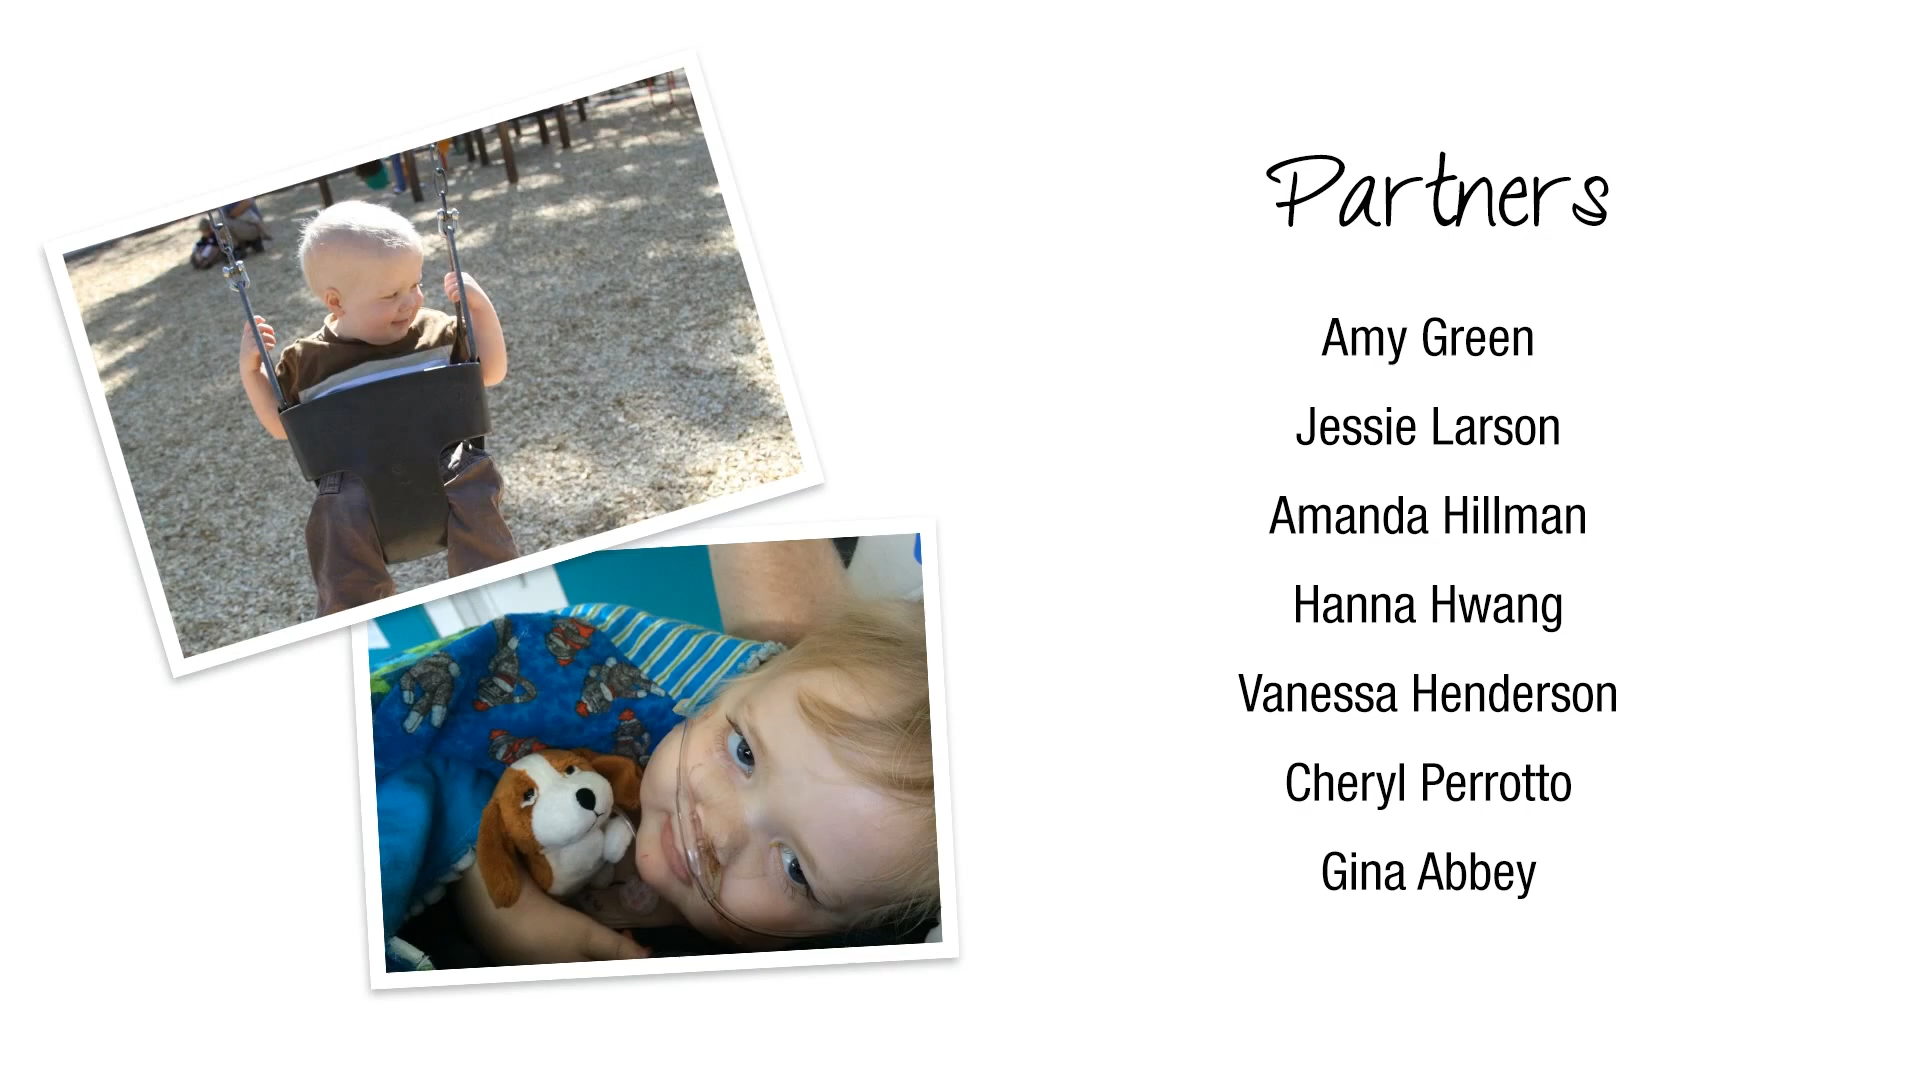 Partners
Amy Green
Jessie Larson
Amanda Hillman
Hanna Hwang
Vanessa Henderson
Cheryl Perrotto
Gina Abbey